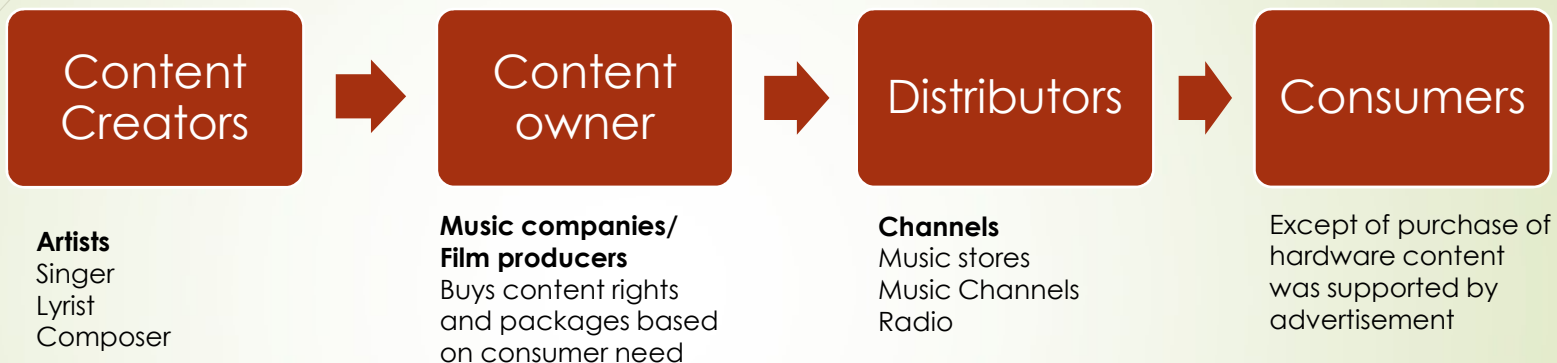 Content
Creators
Content
owner
Distributors
Consumers
Artists
Singer
Lyrist
Composer
Music companies/
Film producers
Buys content rights
and packages based
on consumer need
Channels
Music stores
Music Channels
Radio
Except of purchase of
hardware content
was supported by
advertisement